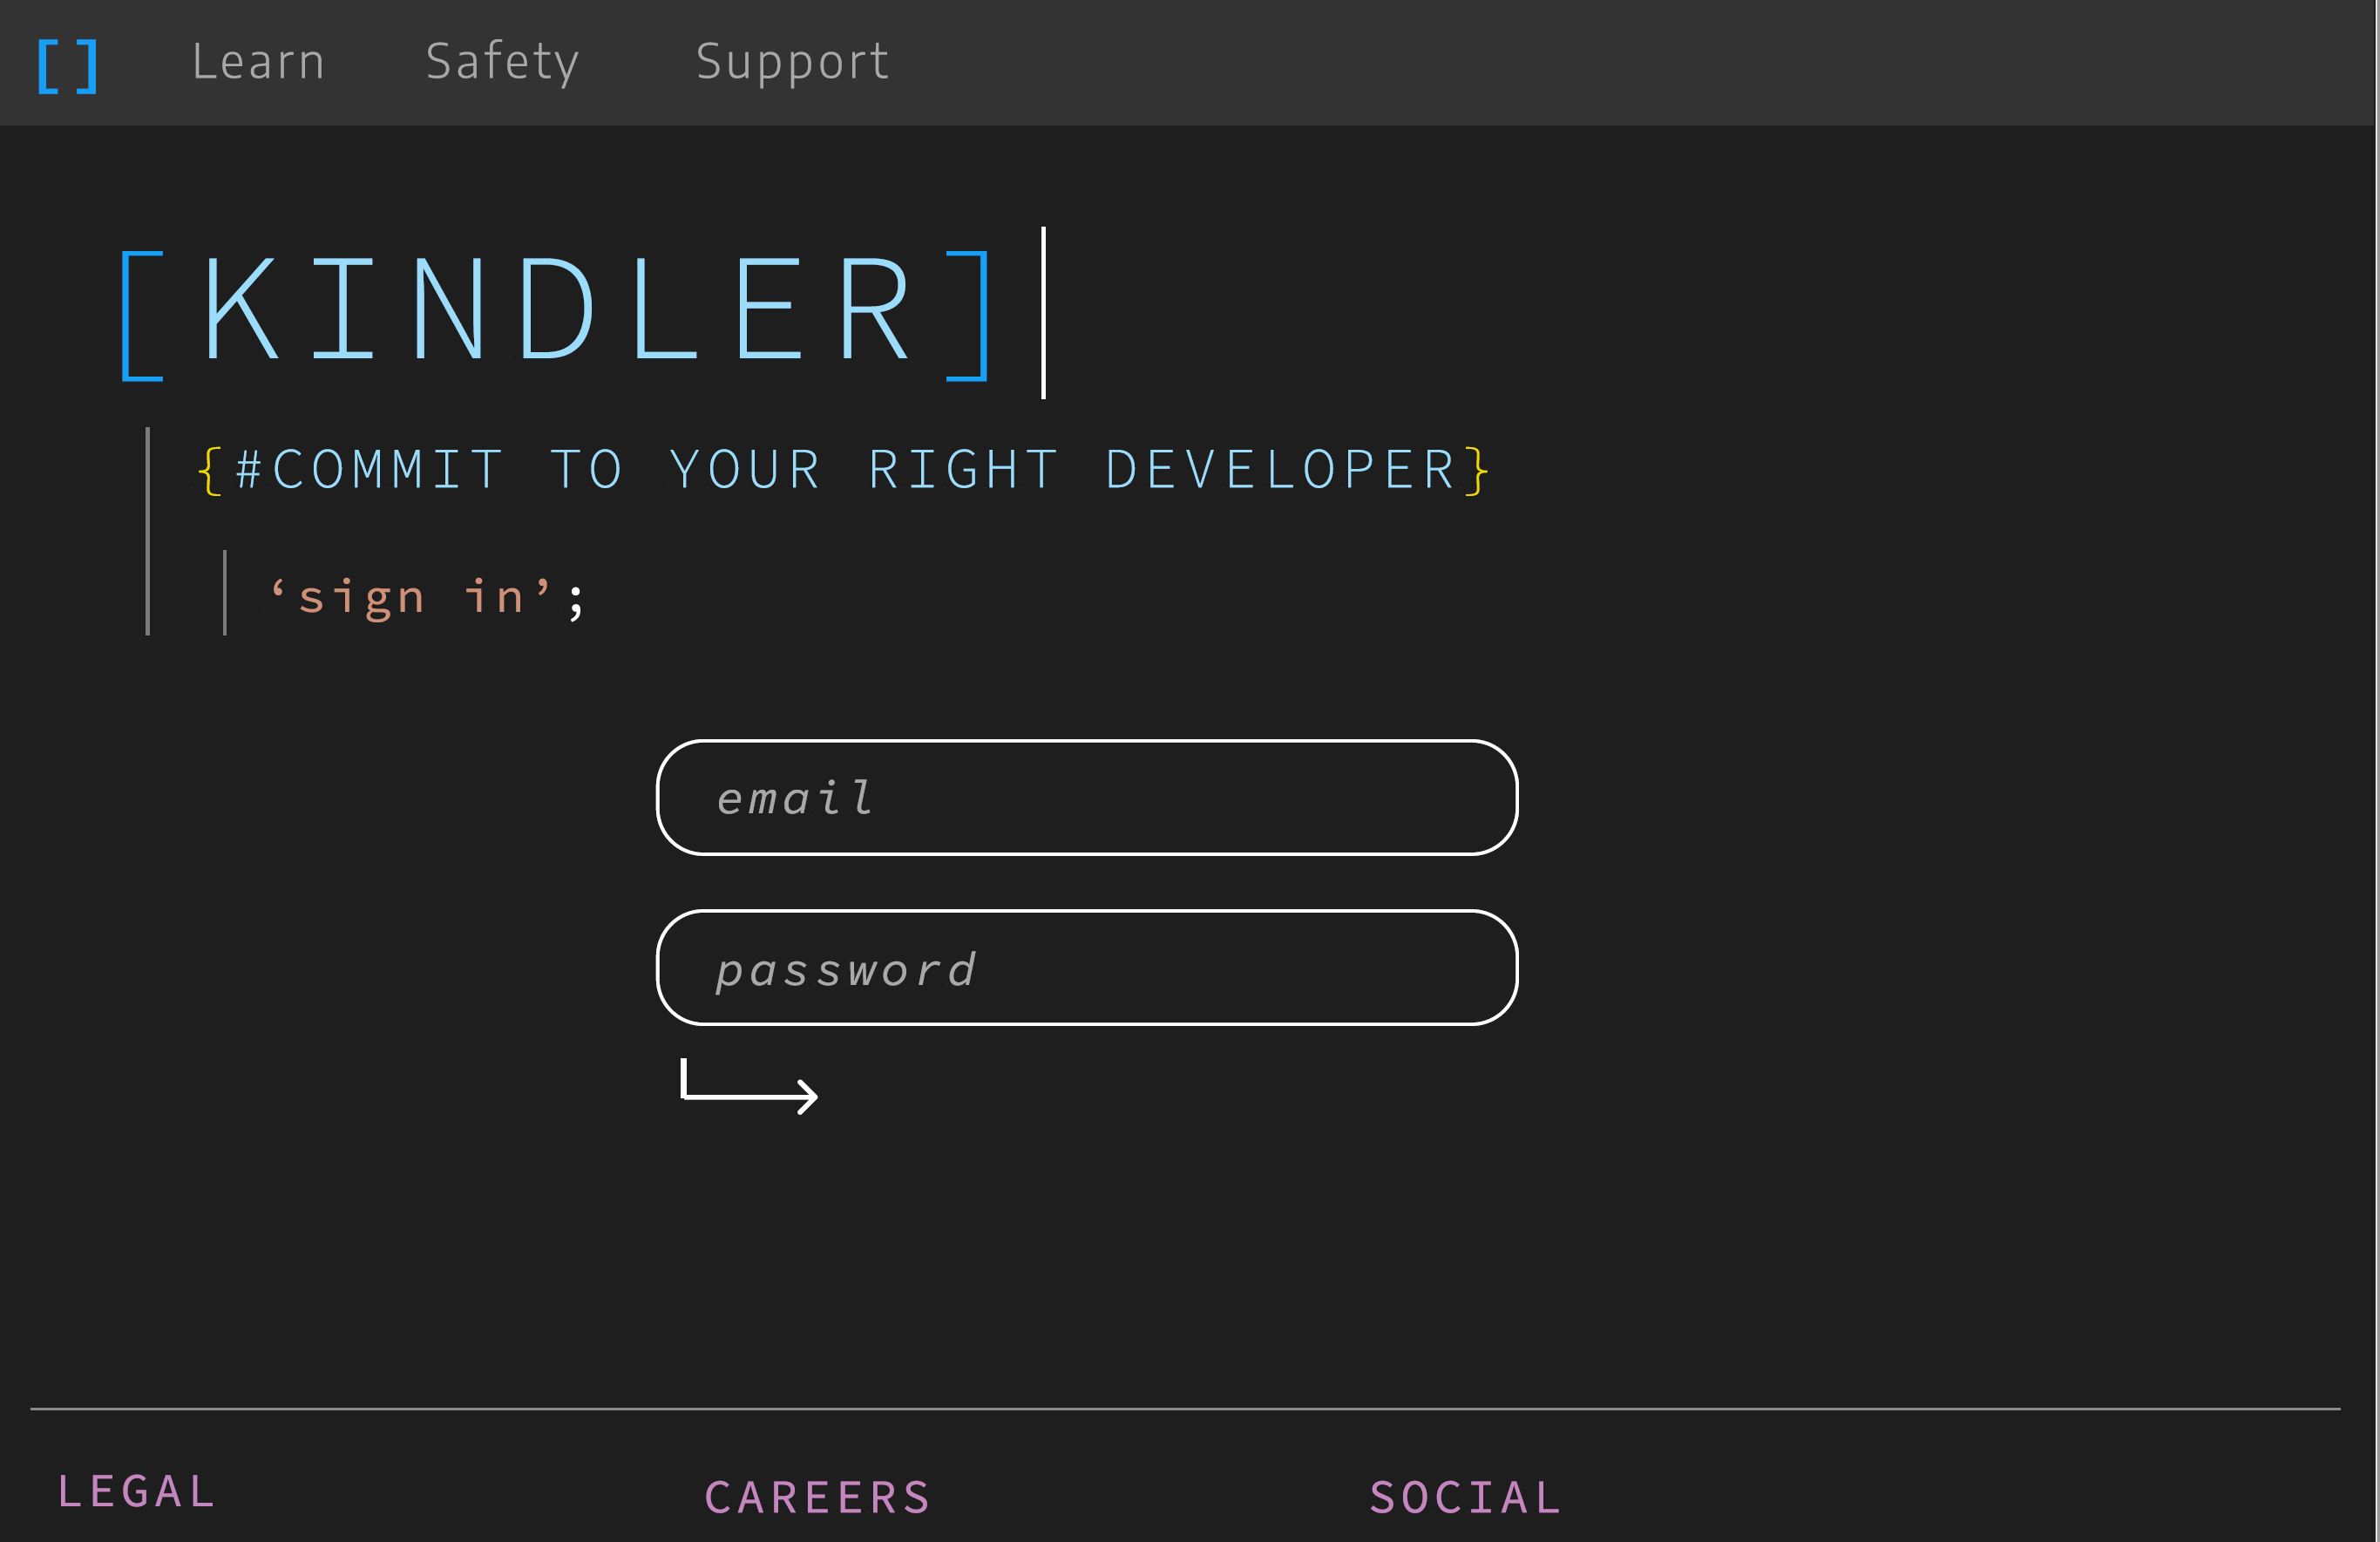 [] Learn Safety Support
[KINDLER]
{#COMMIT TO YOUR RIGHT DEVELOPER}
‘sign in’;
email
password
LEGAL CAREERS SOCIAL